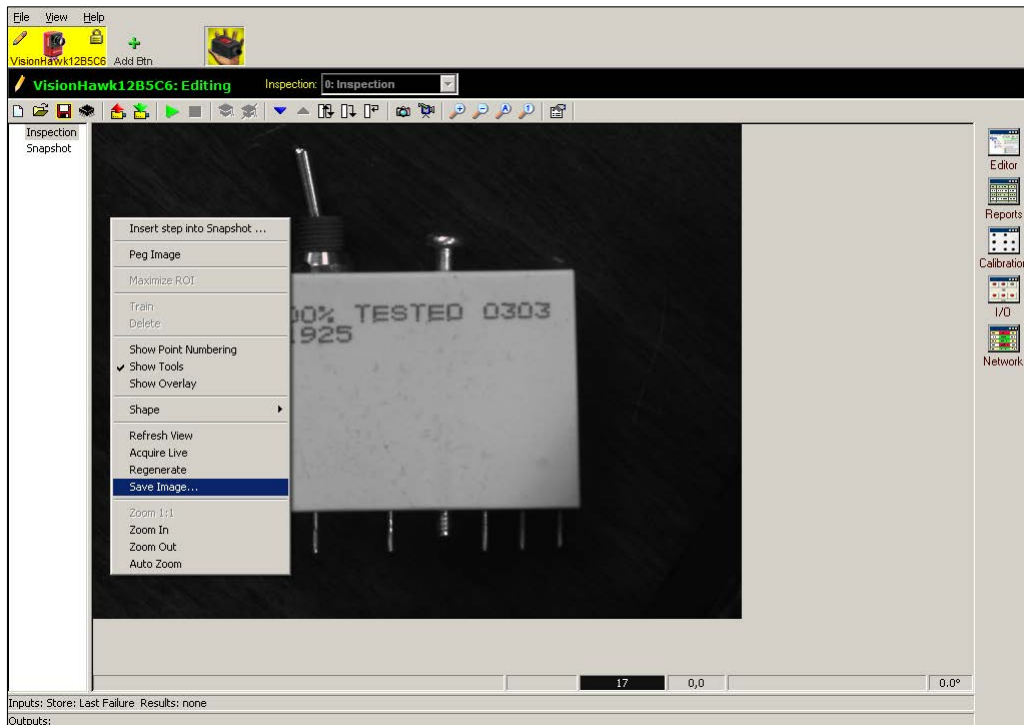 File View Help
VisionHawk12B5C6 Add Btn
VisionHawk12B5C6: Editing Inspection: 0: Inspection
Inspection
Snapshot
Insert step into Snapshot ...
Peg Image
Maximize ROI
Train
Delete
Show Point Numbering
Show Tools
Show Overlay
Shape
Refresh View
Acquire Live
Regenerate
Save Image...
Zoom 1:1
Zoom In
Zoom Out
Auto Zoom
00% TESTED 0303
1925
Editor
Reports
Calibration
I/O
Network
17 0,0 0.0°
Inputs: Store: Last Failure Results: none
Outputs: